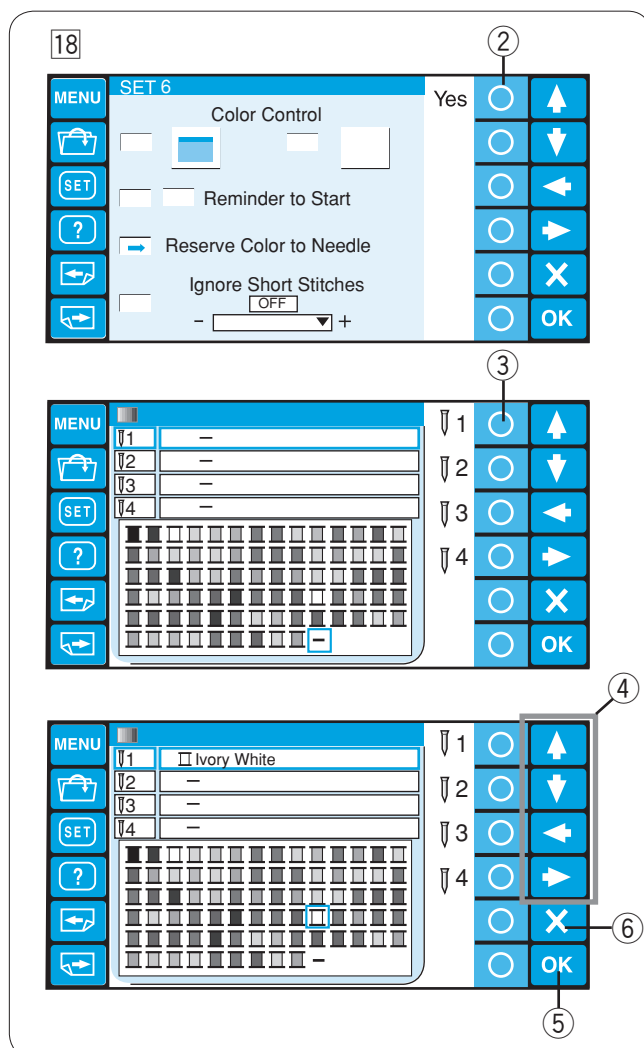 18
②
MENU SET 6 Yes
Color Control
SET Reminder to Start
? Reserve Color to Needle
Ignore Short Stitches
OFF
- +
OK
③
MENU
1 – 1
2 – 2
3 –
4 –
SET 3
? 4
–
OK
④
MENU
1 Ivory White 1
2 – 2
3 –
4 –
SET 3
? 4
⑥
–
OK
⑤